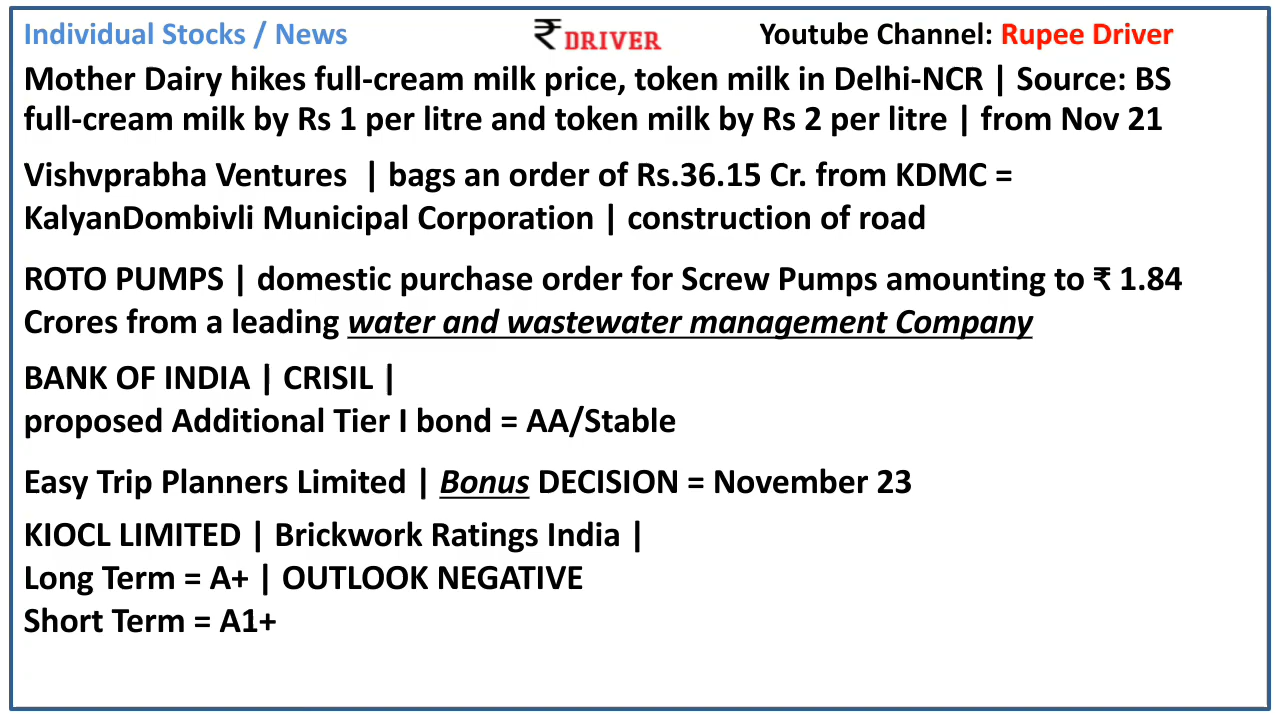 Individual Stocks / News
₹ DRIVER
Youtube Channel: Rupee Driver
Mother Dairy hikes full-cream milk price, token milk in Delhi-NCR | Source: BS
full-cream milk by Rs 1 per litre and token milk by Rs 2 per litre | from Nov 21
Vishvprabha Ventures | bags an order of Rs.36.15 Cr. from KDMC =
KalyanDombivli Municipal Corporation | construction of road
ROTO PUMPS | domestic purchase order for Screw Pumps amounting to ₹ 1.84
Crores from a leading water and wastewater management Company
BANK OF INDIA | CRISIL |
proposed Additional Tier I bond = AA/Stable
Easy Trip Planners Limited | Bonus DECISION = November 23
KIOCL LIMITED | Brickwork Ratings India |
Long Term = A+ | OUTLOOK NEGATIVE
Short Term = A1+